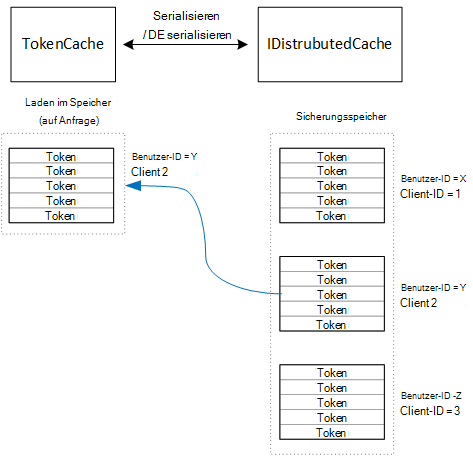 TokenCache
Serialisieren
/ DE serialisieren
IDistrubutedCache
Laden im Speicher
(auf Anfrage)
Token
Token
Token
Token
Token
Benutzer-ID = Y
Client 2
Sicherungsspeicher
Token
Token
Token
Token
Token
Benutzer-ID = X
Client-ID = 1
Token
Token
Token
Token
Token
Benutzer-ID = Y
Client 2
Token
Token
Token
Token
Token
Benutzer-ID -Z
Client-ID = 3